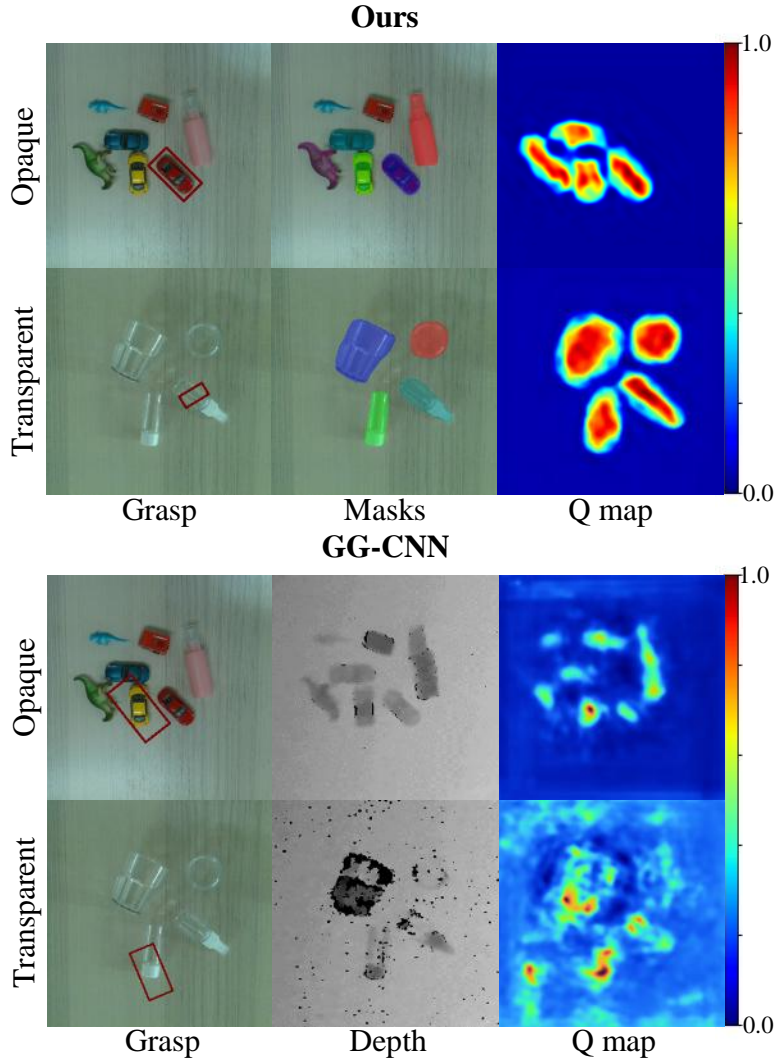 Ours
1.0
Opaque
Transparent
0.0
Grasp Masks Q map
GG-CNN
1.0
Opaque
Transparent
0.0
Grasp Depth Q map